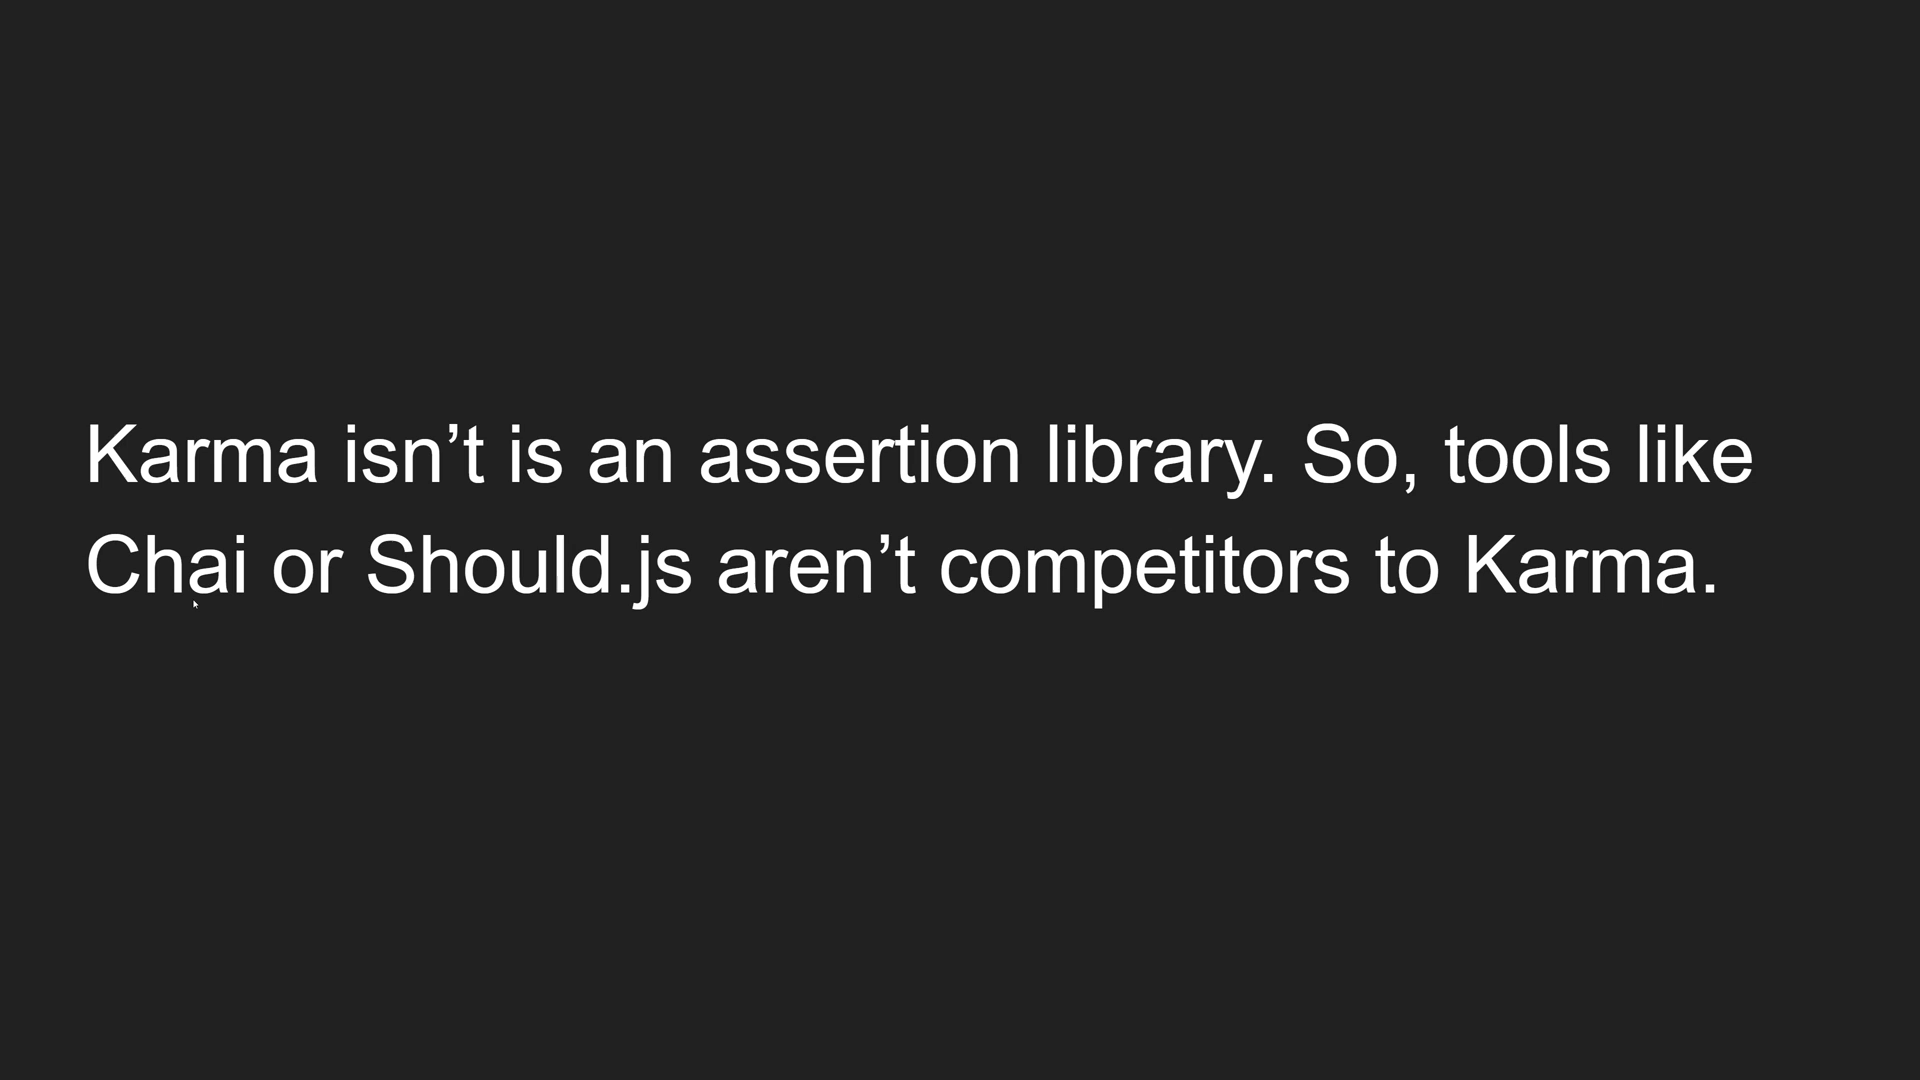 Karma isn’t is an assertion library. So, tools like
Chai or Should.js aren’t competitors to Karma.